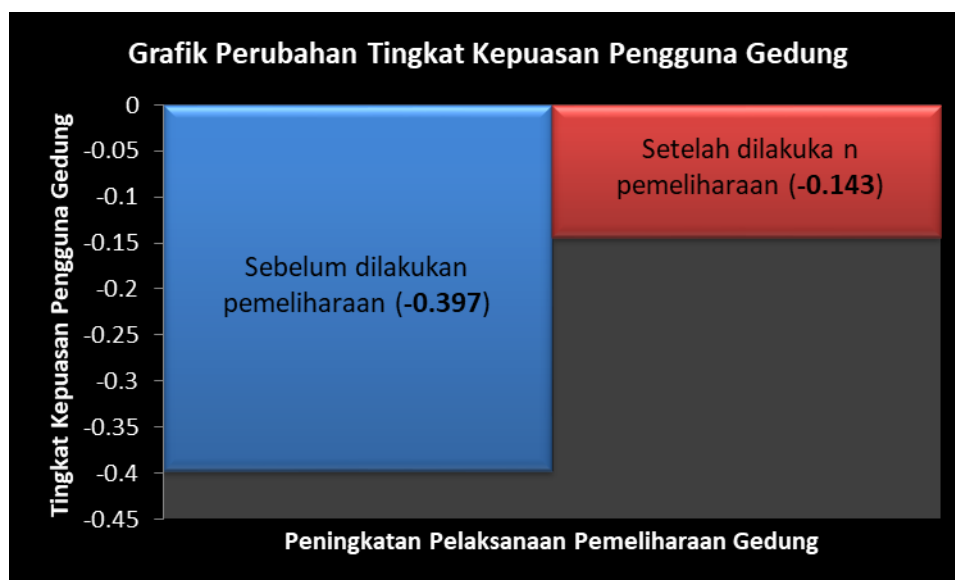 Grafik Perubahan Tingkat Kepuasan Pengguna Gedung
Tingkat Kepuasan Pengguna Gedung
0
-0.05
-0.1
-0.15
-0.2
-0.25
-0.3
-0.35
-0.4
-0.45
Sebelum dilakukan
pemeliharaan (-0.397)
Setelah dilakuka n
pemeliharaan (-0.143)
Peningkatan Pelaksanaan Pemeliharaan Gedung